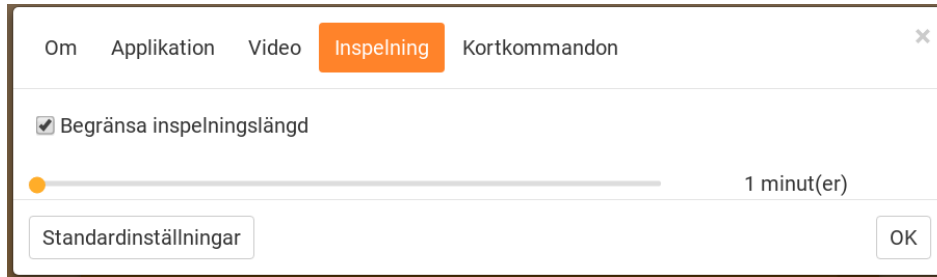 Om Applikation Video Inspelning Kortkommandon ×
Begränsa inspelningslängd
1 minut(er)
Standardinställningar OK